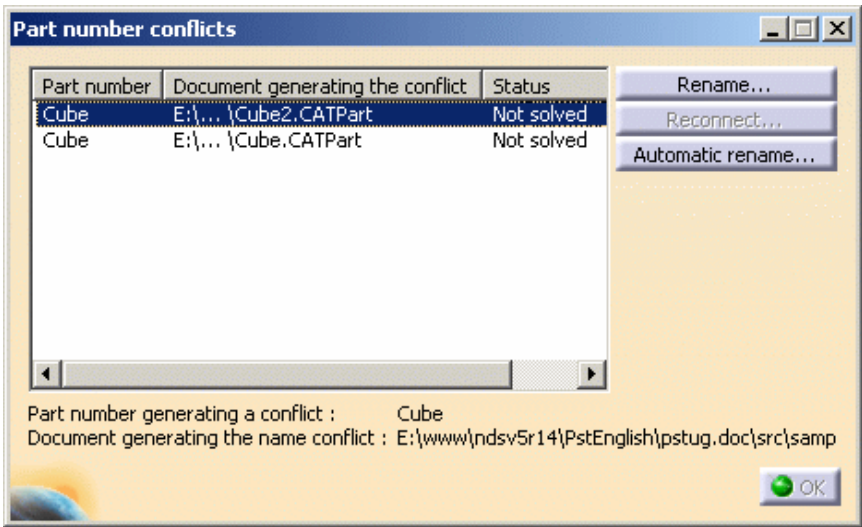 Part number conflicts
Part number Document generating the conflict Status
Cube E:\... \Cube2.CATPart Not solved
Cube E:\... \Cube.CATPart Not solved
Rename...
Reconnect...
Automatic rename...
Part number generating a conflict : Cube
Document generating the name conflict : E:\www\ndsv5r14\PstEnglish\pstug.doc\src\samp
OK